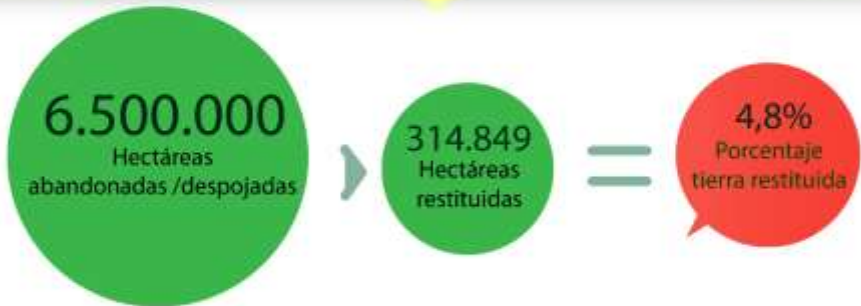 6.500.000
Hectáreas
abandonadas /despojadas
314.849
Hectáreas
restituidas
4,8%
Porcentaje
tierra restituida